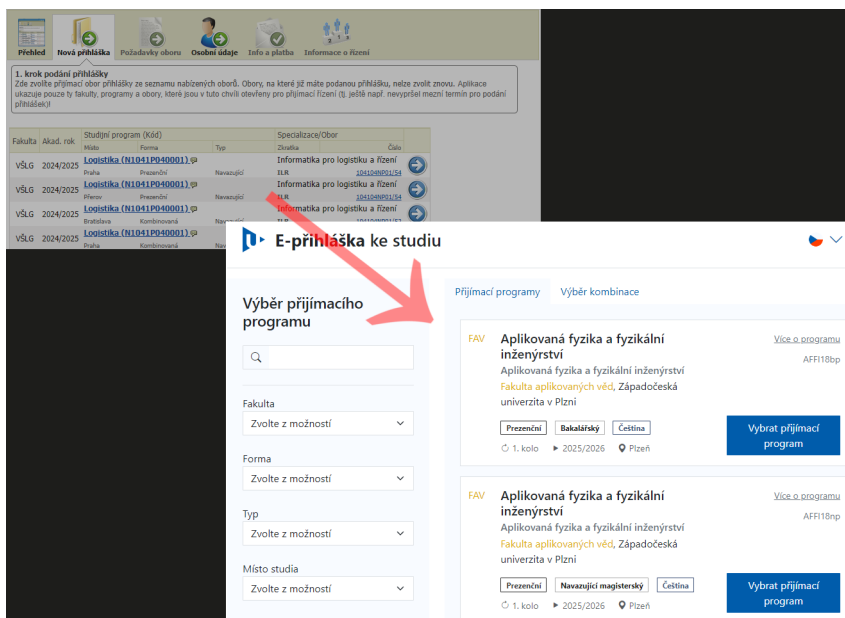 Přehled Nová přihláška Požadavky oboru Osobní údaje Info a platba Informace o řízení
1. krok podání přihlášky
Zde zvolte přijímací obor přihlášky ze seznamu nabízených oborů. Obory, na které již máte podanou přihlášku, nelze zvolit znovu. Aplikace
ukazuje pouze ty fakulty, programy a obory, které jsou v tuto chvíli otevřeny pro přijímací řízení (tj. ještě např. nevypršel mezní termín pro podání
přihlášek)!
Fakulta Akad. rok Studijní program (Kód) Specializace/Obor
Místo Forma Typ Zkratka Číslo
VŠLG 2024/2025 Logistika (N1041P040001) Informatika pro logistiku a řízení
Praha Prezenční Navazující ILR 104104NP01/54
VŠLG 2024/2025 Logistika (N1041P040001) Informatika pro logistiku a řízení
Přerov Prezenční Navazující ILR 104104NP01/54
VŠLG 2024/2025 Logistika (N1041P040001) Informatika pro logistiku a řízení
Bratislava Kombinovaná ILR
VŠLG 2024/2025 Logistika (N1041P040001)
Praha Kombinovaná
E-přihláška ke studiu
Výběr přijímacího
programu
Fakulta
Zvolte z možností
Forma
Zvolte z možností
Typ
Zvolte z možností
Místo studia
Zvolte z možností
Přijímací programy Výběr kombinace
FAV Aplikovaná fyzika a fyzikální
inženýrství
Více o programu
AFFI18bp
Aplikovaná fyzika a fyzikální inženýrství
Fakulta aplikovaných věd, Západočeská
univerzita v Plzni
Prezenční Bakalářský Čeština
1. kolo 2025/2026 Plzeň
Vybrat přijímací
program
FAV Aplikovaná fyzika a fyzikální
inženýrství
Více o programu
AFFI18np
Aplikovaná fyzika a fyzikální inženýrství
Fakulta aplikovaných věd, Západočeská
univerzita v Plzni
Prezenční Navazující magisterský Čeština
1. kolo 2025/2026 Plzeň
Vybrat přijímací
program